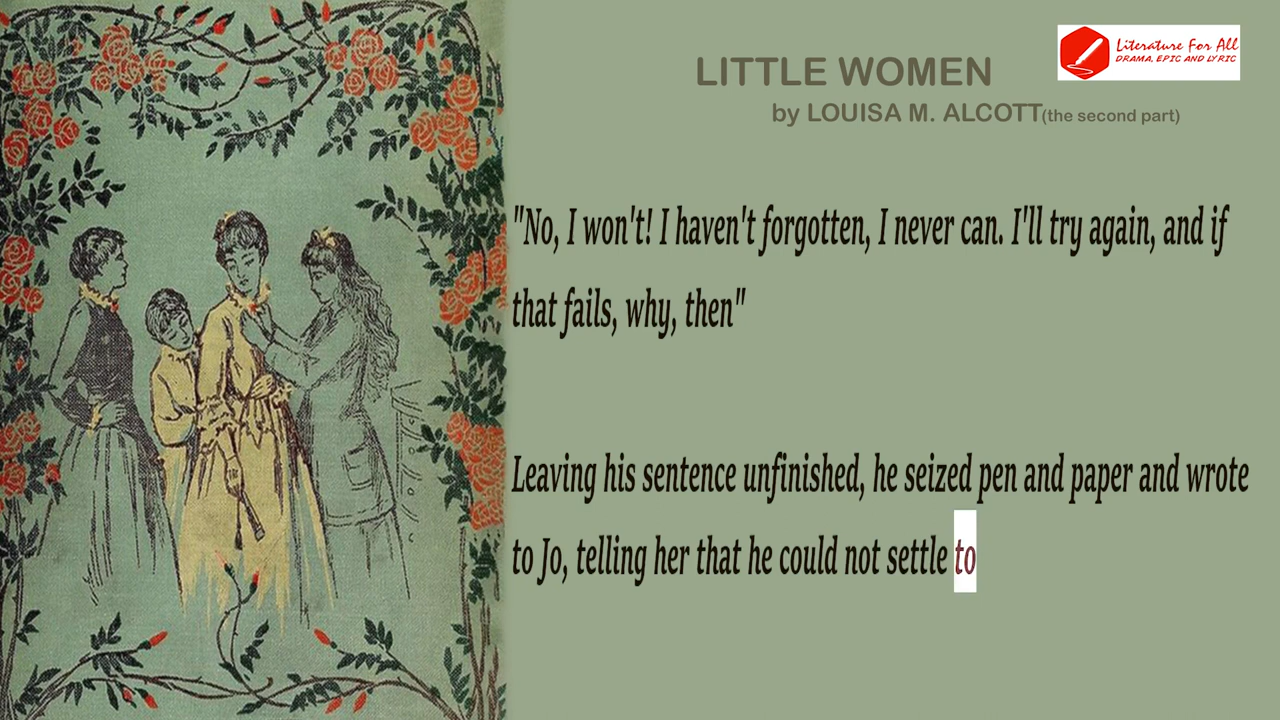 LITTLE WOMEN
by LOUISA M. ALCOTT(the second part)
Literature For All
DRAMA, EPIC AND LYRIC
"No, I won't! I haven't forgotten, I never can. I'll try again, and if
that fails, why, then"
Leaving his sentence unfinished, he seized pen and paper and wrote
to Jo, telling her that he could not settle to